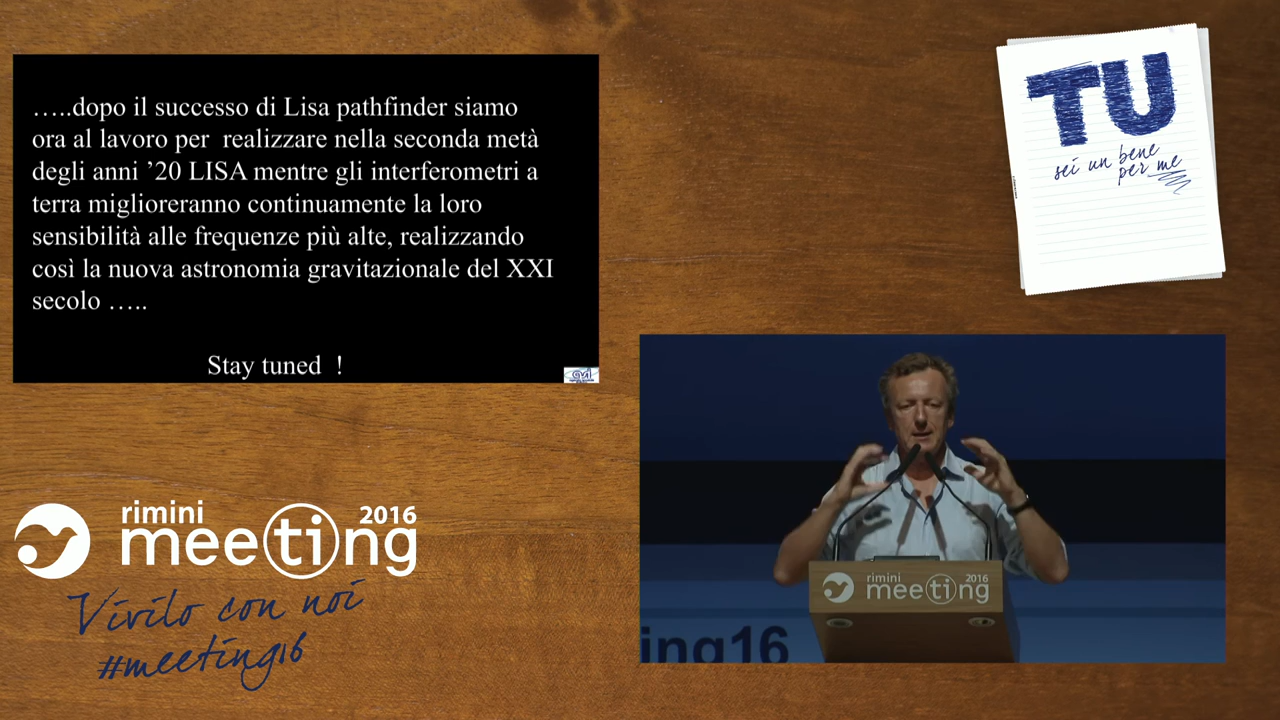 …..dopo il successo di Lisa pathfinder siamo
ora al lavoro per realizzare nella seconda metà
degli anni ’20 LISA mentre gli interferometri a
terra miglioreranno continuamente la loro
sensibilità alle frequenze più alte, realizzando
così la nuova astronomia gravitazionale del XXI
secolo …..
Stay tuned !
TU
sei un bene
per me
rimini 2016
meeting
Vivilo con noi
#meeting16
rimini 2016
meeting
ing16